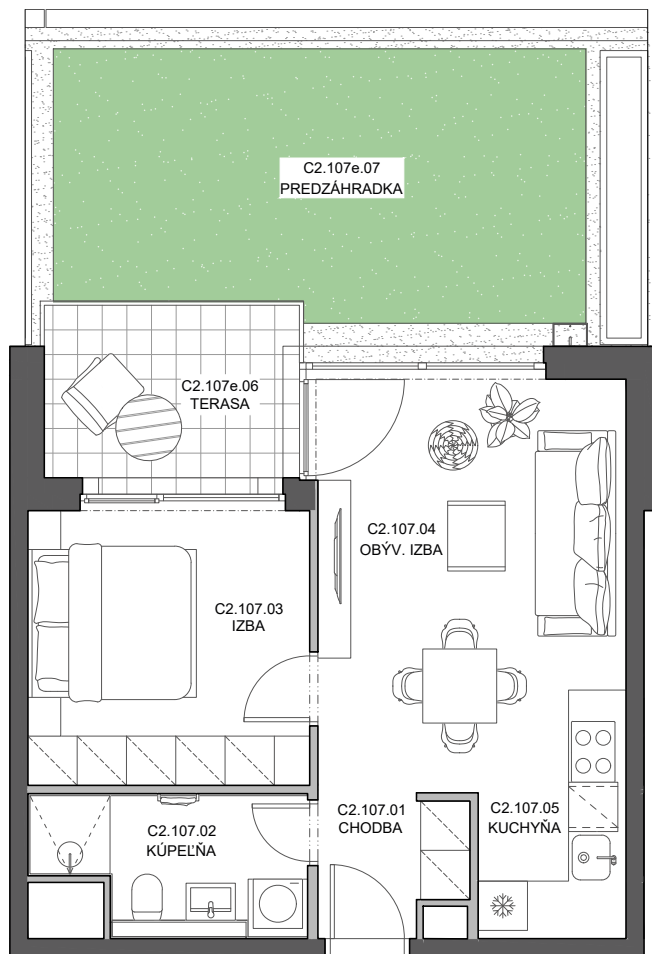 C2.107e.07
PREDZÁHRADKA
C2.107e.06
TERASA
C2.107.04
OBÝV. IZBA
C2.107.03
IZBA
C2.107.01
CHODBA
C2.107.05
KUCHYŇA
C2.107.02
KÚPEĽŇA